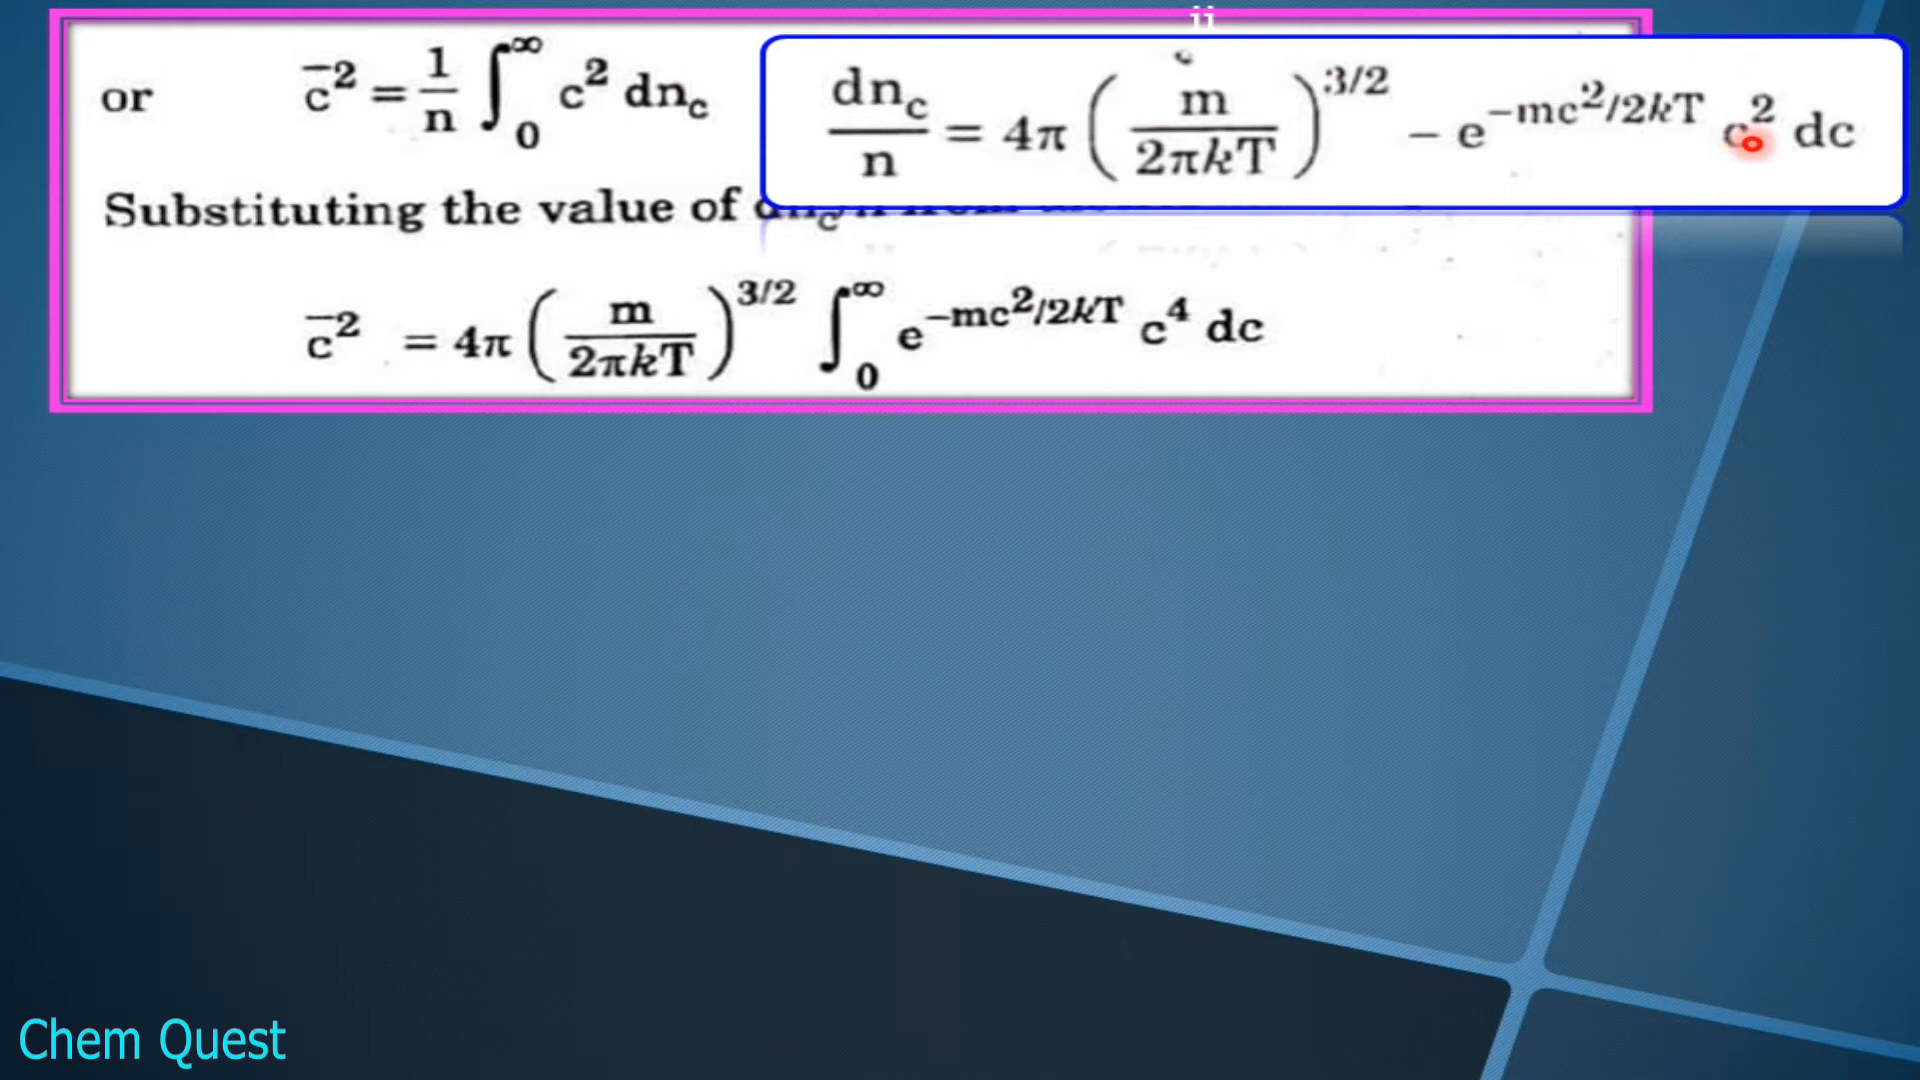 or c̄² = 1/n ∫₀^∞ c² dn_c
dn_c/n = 4π (m/2πkT)^3/2 – e^–mc²/2kT c² dc
Substituting the value of
c̄² = 4π (m/2πkT)^3/2 ∫₀^∞ e^–mc²/2kT c⁴ dc
Chem Quest